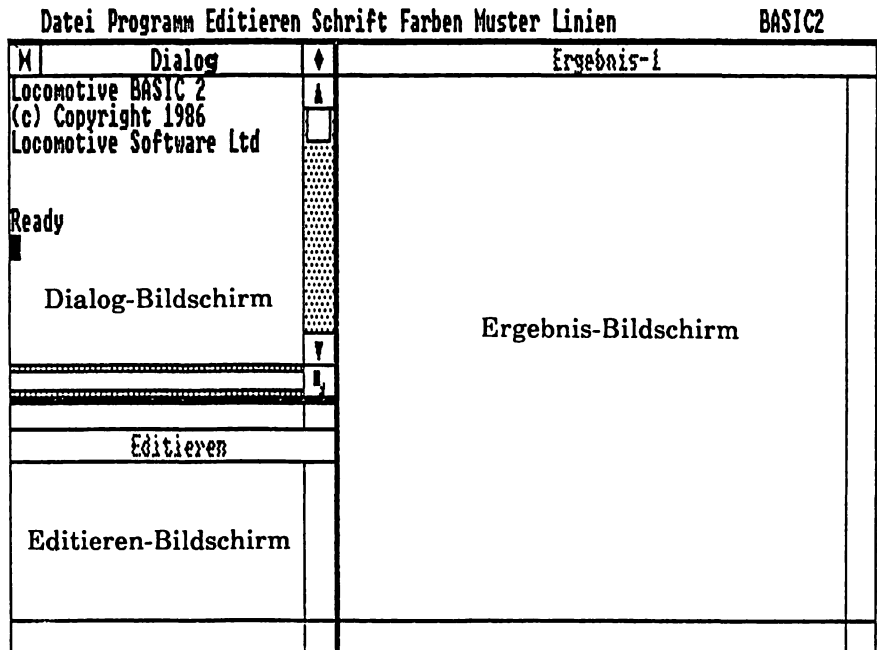 Datei Programm Editieren Schrift Farben Muster Linien BASIC2
Dialog
Locomotive BASIC 2
(c) Copyright 1986
Locomotive Software Ltd
Ready
Dialog-Bildschirm
Editieren
Editieren-Bildschirm
Ergebnis-1
Ergebnis-Bildschirm